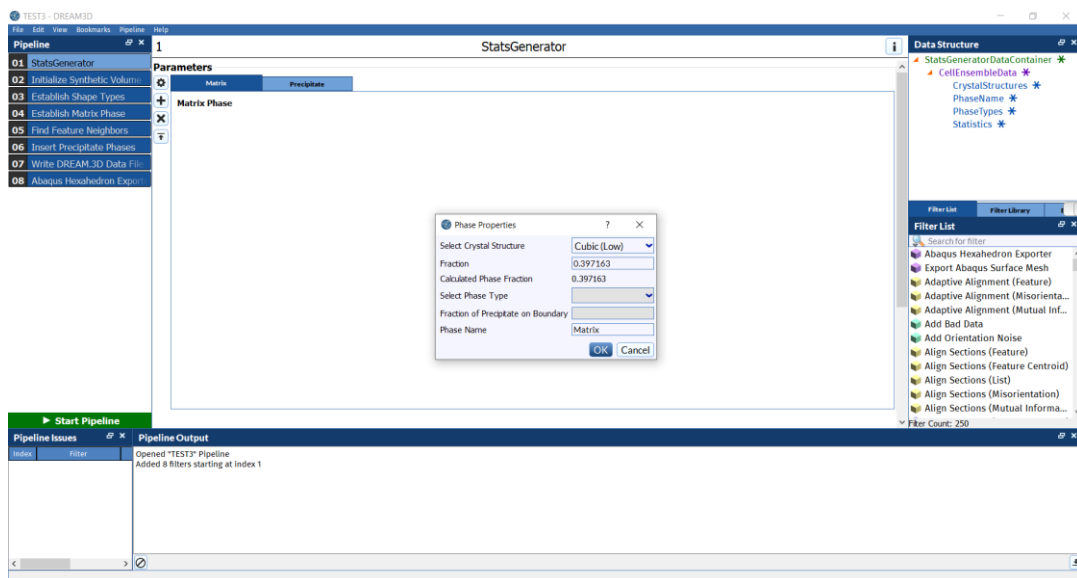 TEST3 - DREAM3D
File Edit View Bookmarks Pipeline Help
Pipeline
01 StatsGenerator
02 Initialize Synthetic Volume
03 Establish Shape Types
04 Establish Matrix Phase
05 Find Feature Neighbors
06 Insert Precipitate Phases
07 Write DREAM.3D Data File
08 Abaqus Hexahedron Export
Start Pipeline
1 StatsGenerator
Parameters
Matrix Precipitate
Matrix Phase
Phase Properties ?
Select Crystal Structure Cubic (Low)
Fraction 0.397163
Calculated Phase Fraction 0.397163
Select Phase Type
Fraction of Precipitate on Boundary
Phase Name Matrix
OK Cancel
Data Structure
StatsGeneratorDataContainer
CellEnsembleData
CrystalStructures
PhaseName
PhaseTypes
Statistics
Filter List Filter Library
Filter List
Search for filter
Abaqus Hexahedron Exporter
Export Abaqus Surface Mesh
Adaptive Alignment (Feature)
Adaptive Alignment (Misorienta...
Adaptive Alignment (Mutual Inf...
Add Bad Data
Add Orientation Noise
Align Sections (Feature)
Align Sections (Feature Centroid)
Align Sections (List)
Align Sections (Misorientation)
Align Sections (Mutual Informa...
Filter Count: 250
Pipeline Issues
Index Filter
Pipeline Output
Opened "TEST3" Pipeline
Added 8 filters starting at index 1